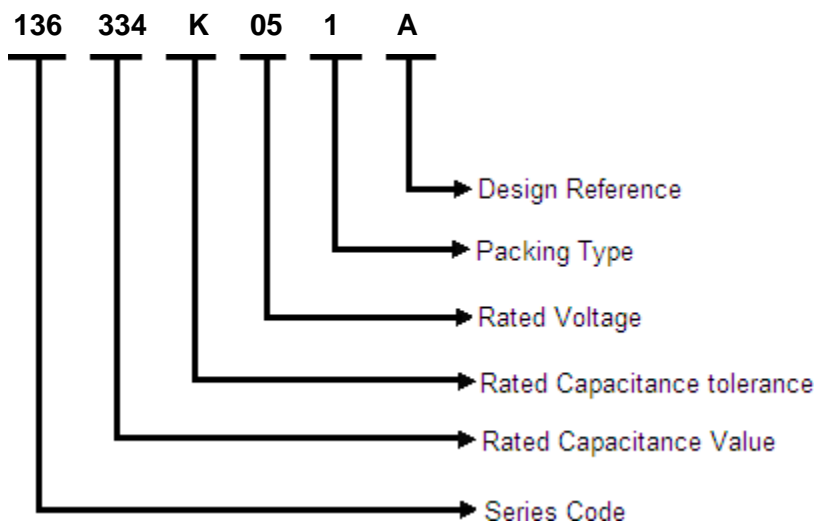 136 334 K 05 1 A
Design Reference
Packing Type
Rated Voltage
Rated Capacitance tolerance
Rated Capacitance Value
Series Code